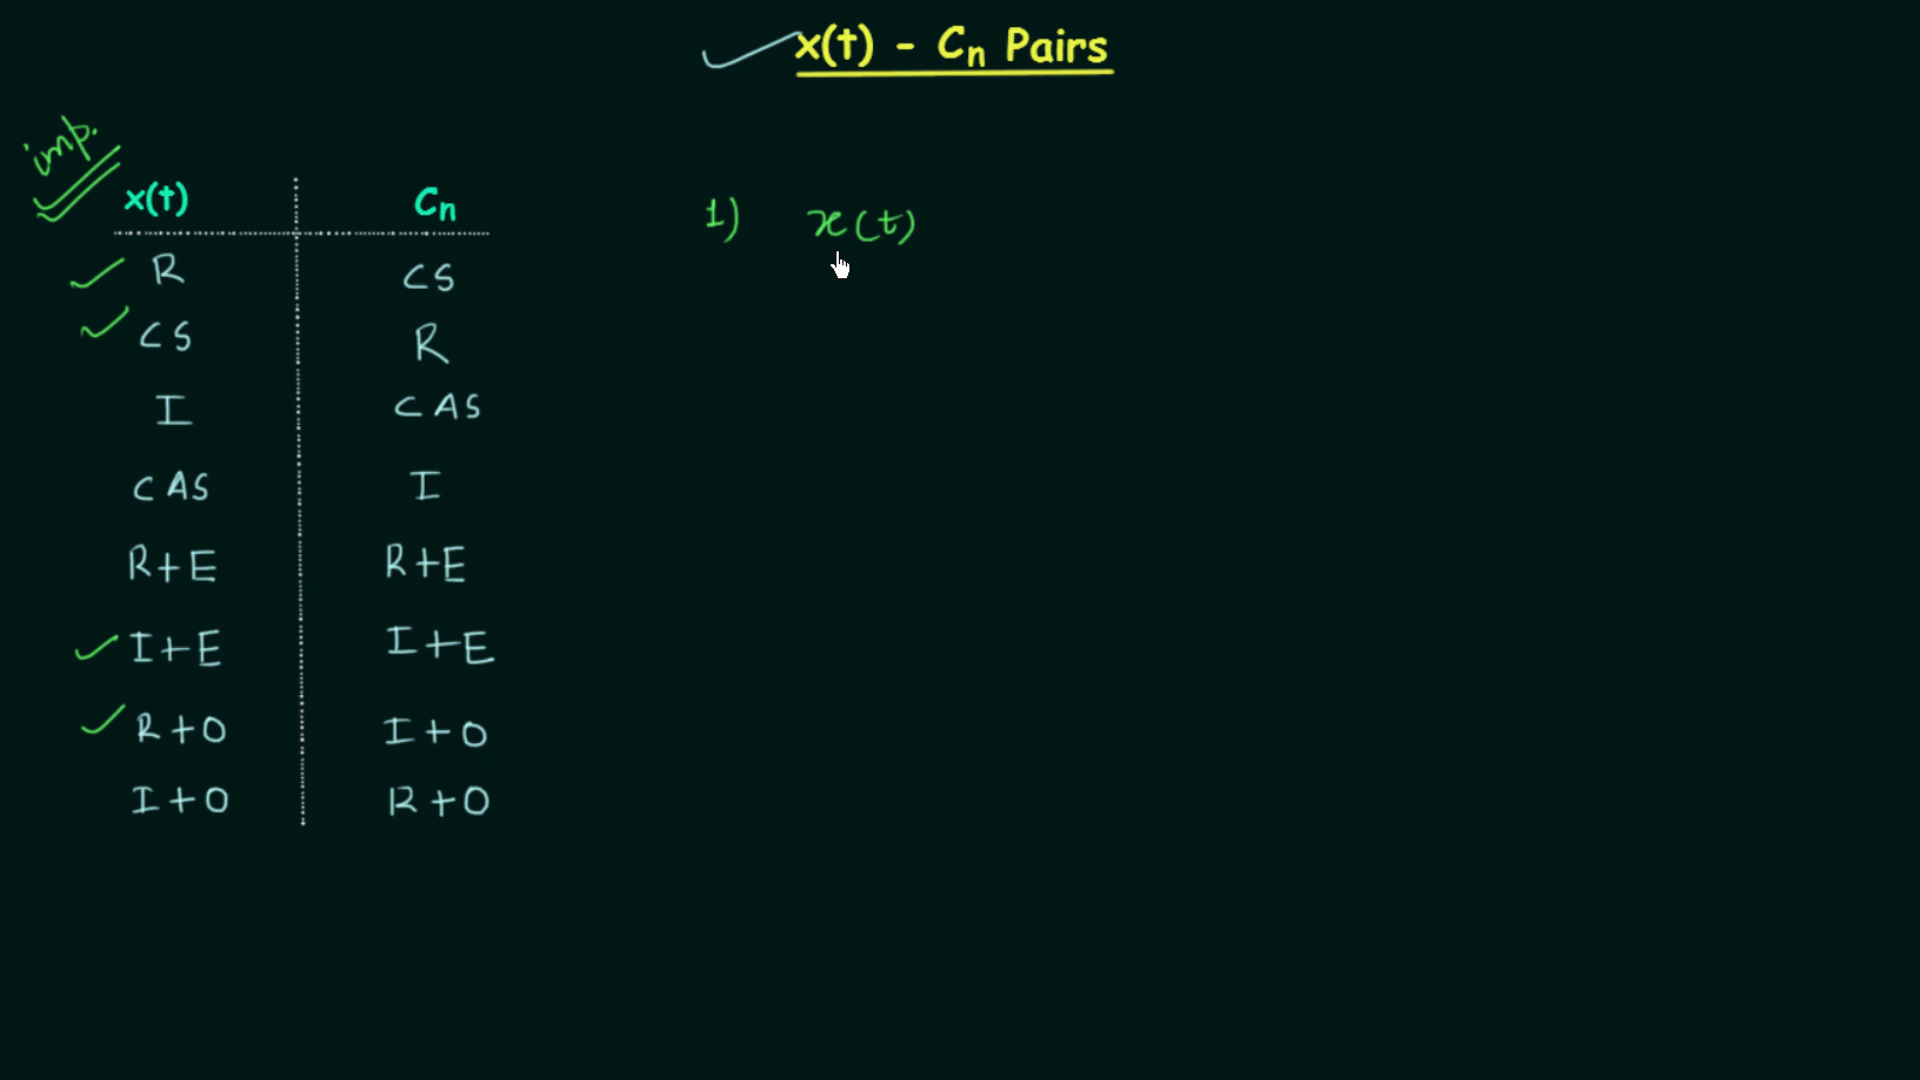 x(t) - Cn Pairs
imp.
x(t) Cn
R CS
CS R
I CAS
CAS I
R+E R+E
I+E I+E
R+O I+O
I+O R+O
1) x(t)